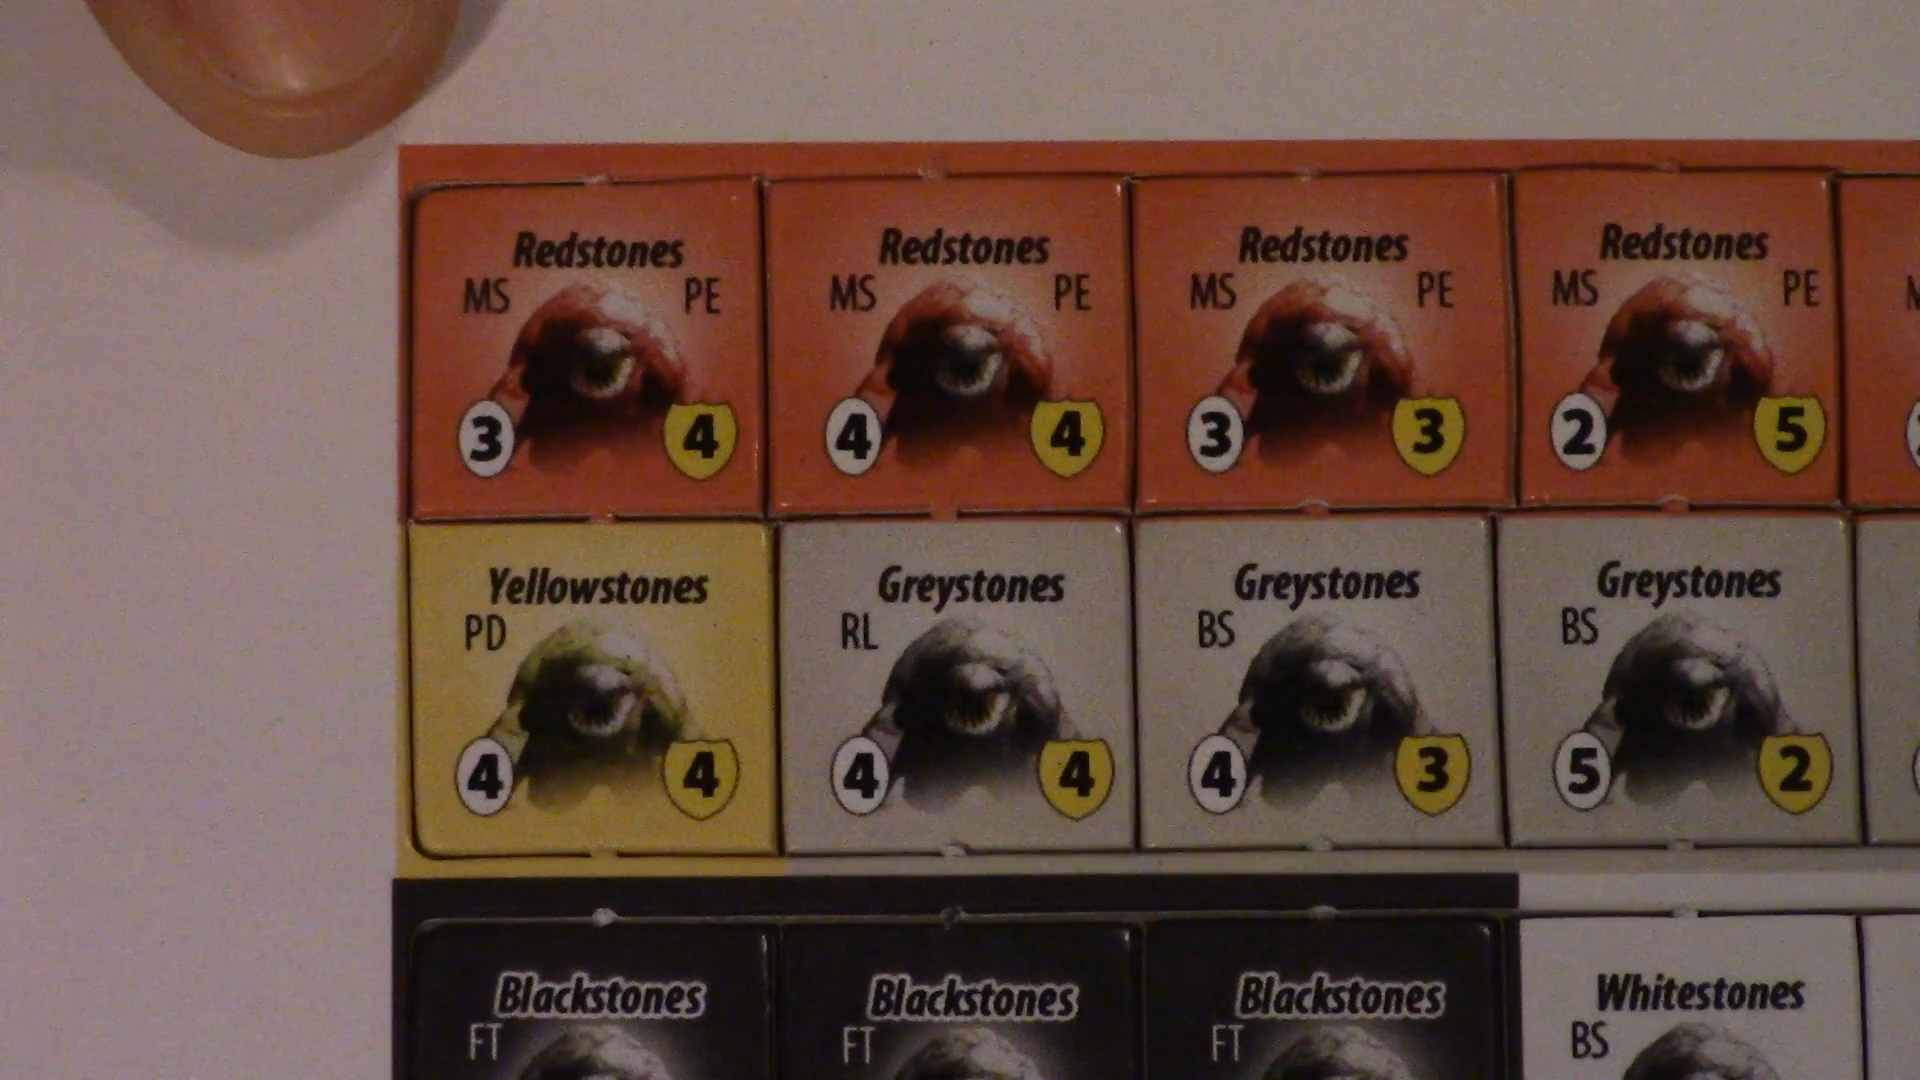 Redstones
MS PE
3 4
Redstones
MS PE
4 4
Redstones
MS PE
3 3
Redstones
MS PE
2 5
Yellowstones
PD
4 4
Greystones
RL
4 4
Greystones
BS
4 3
Greystones
BS
5 2
Blackstones
FT
Blackstones
FT
Blackstones
FT
Whitestones
BS